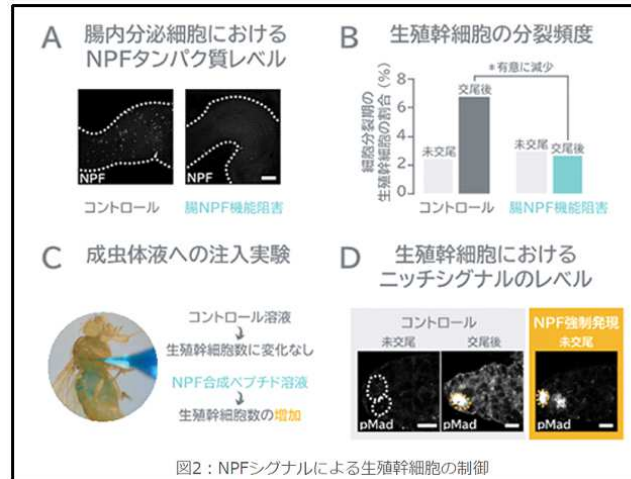 A 腸内分泌細胞における
NPFタンパク質レベル
NPF
NPF
コントロール
腸NPF機能阻害
B 生殖幹細胞の分裂頻度
細胞分裂期の
生殖幹細胞の割合(%)
8
6
4
2
0
*有意に減少
未交尾
交尾後
未交尾
交尾後
コントロール
腸NPF機能阻害
C 成虫体液への注入実験
コントロール溶液
生殖幹細胞数に変化なし
NPF合成ペプチド溶液
生殖幹細胞数の増加
D 生殖幹細胞における
ニッチシグナルのレベル
コントロール
未交尾
交尾後
NPF強制発現
未交尾
pMad
pMad
pMad
図2:NPFシグナルによる生殖幹細胞の制御